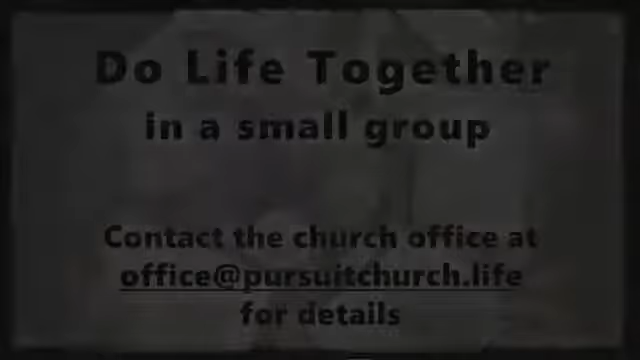 Do Life Together
in a small group
Contact the church office at
office@pursuitchurch.life
for details